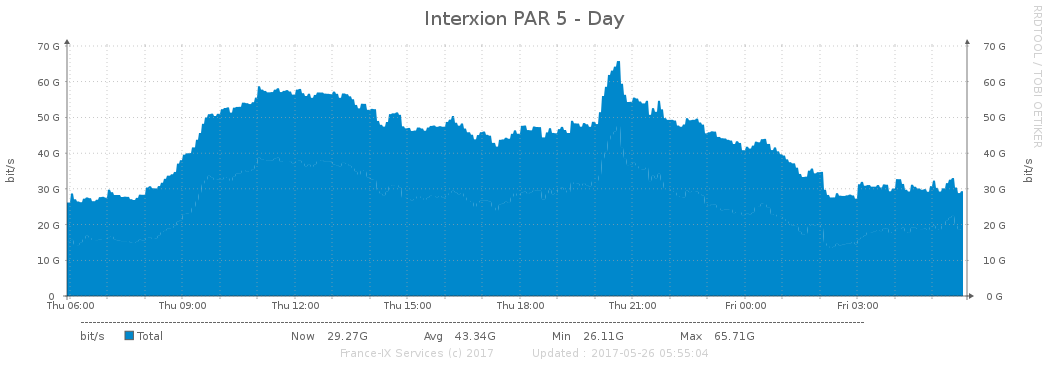 Interxion PAR 5 - Day
RRDTOOL / TOBI OETIKER
70 G 70 G
60 G 60 G
50 G 50 G
40 G 40 G
30 G 30 G
20 G 20 G
10 G 10 G
0 0 G
bit/s
bit/s
Thu 06:00 Thu 09:00 Thu 12:00 Thu 15:00 Thu 18:00 Thu 21:00 Fri 00:00 Fri 03:00
bit/s Total Now 29.27G Avg 43.34G Min 26.11G Max 65.71G
France-IX Services (c) 2017 Updated : 2017-05-26 05:55:04